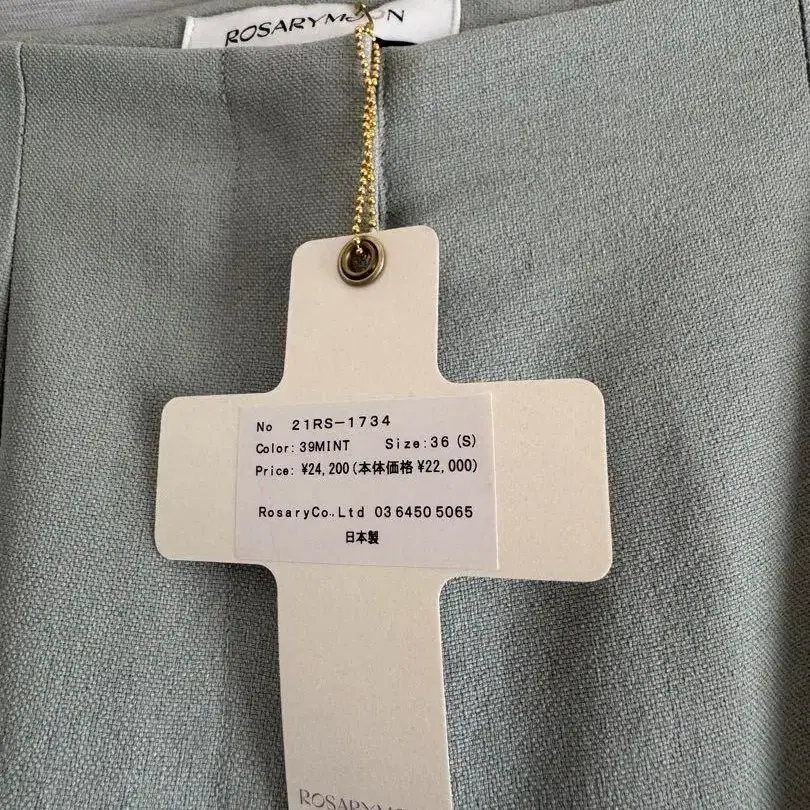 ROSARYMOON
No 21RS-1734
Color: 39MINT Size: 36 (S)
Price: ¥24,200(本体価格 ¥22,000)
RosaryCo.,Ltd 03 6450 5065
日本製
ROSARYMOON